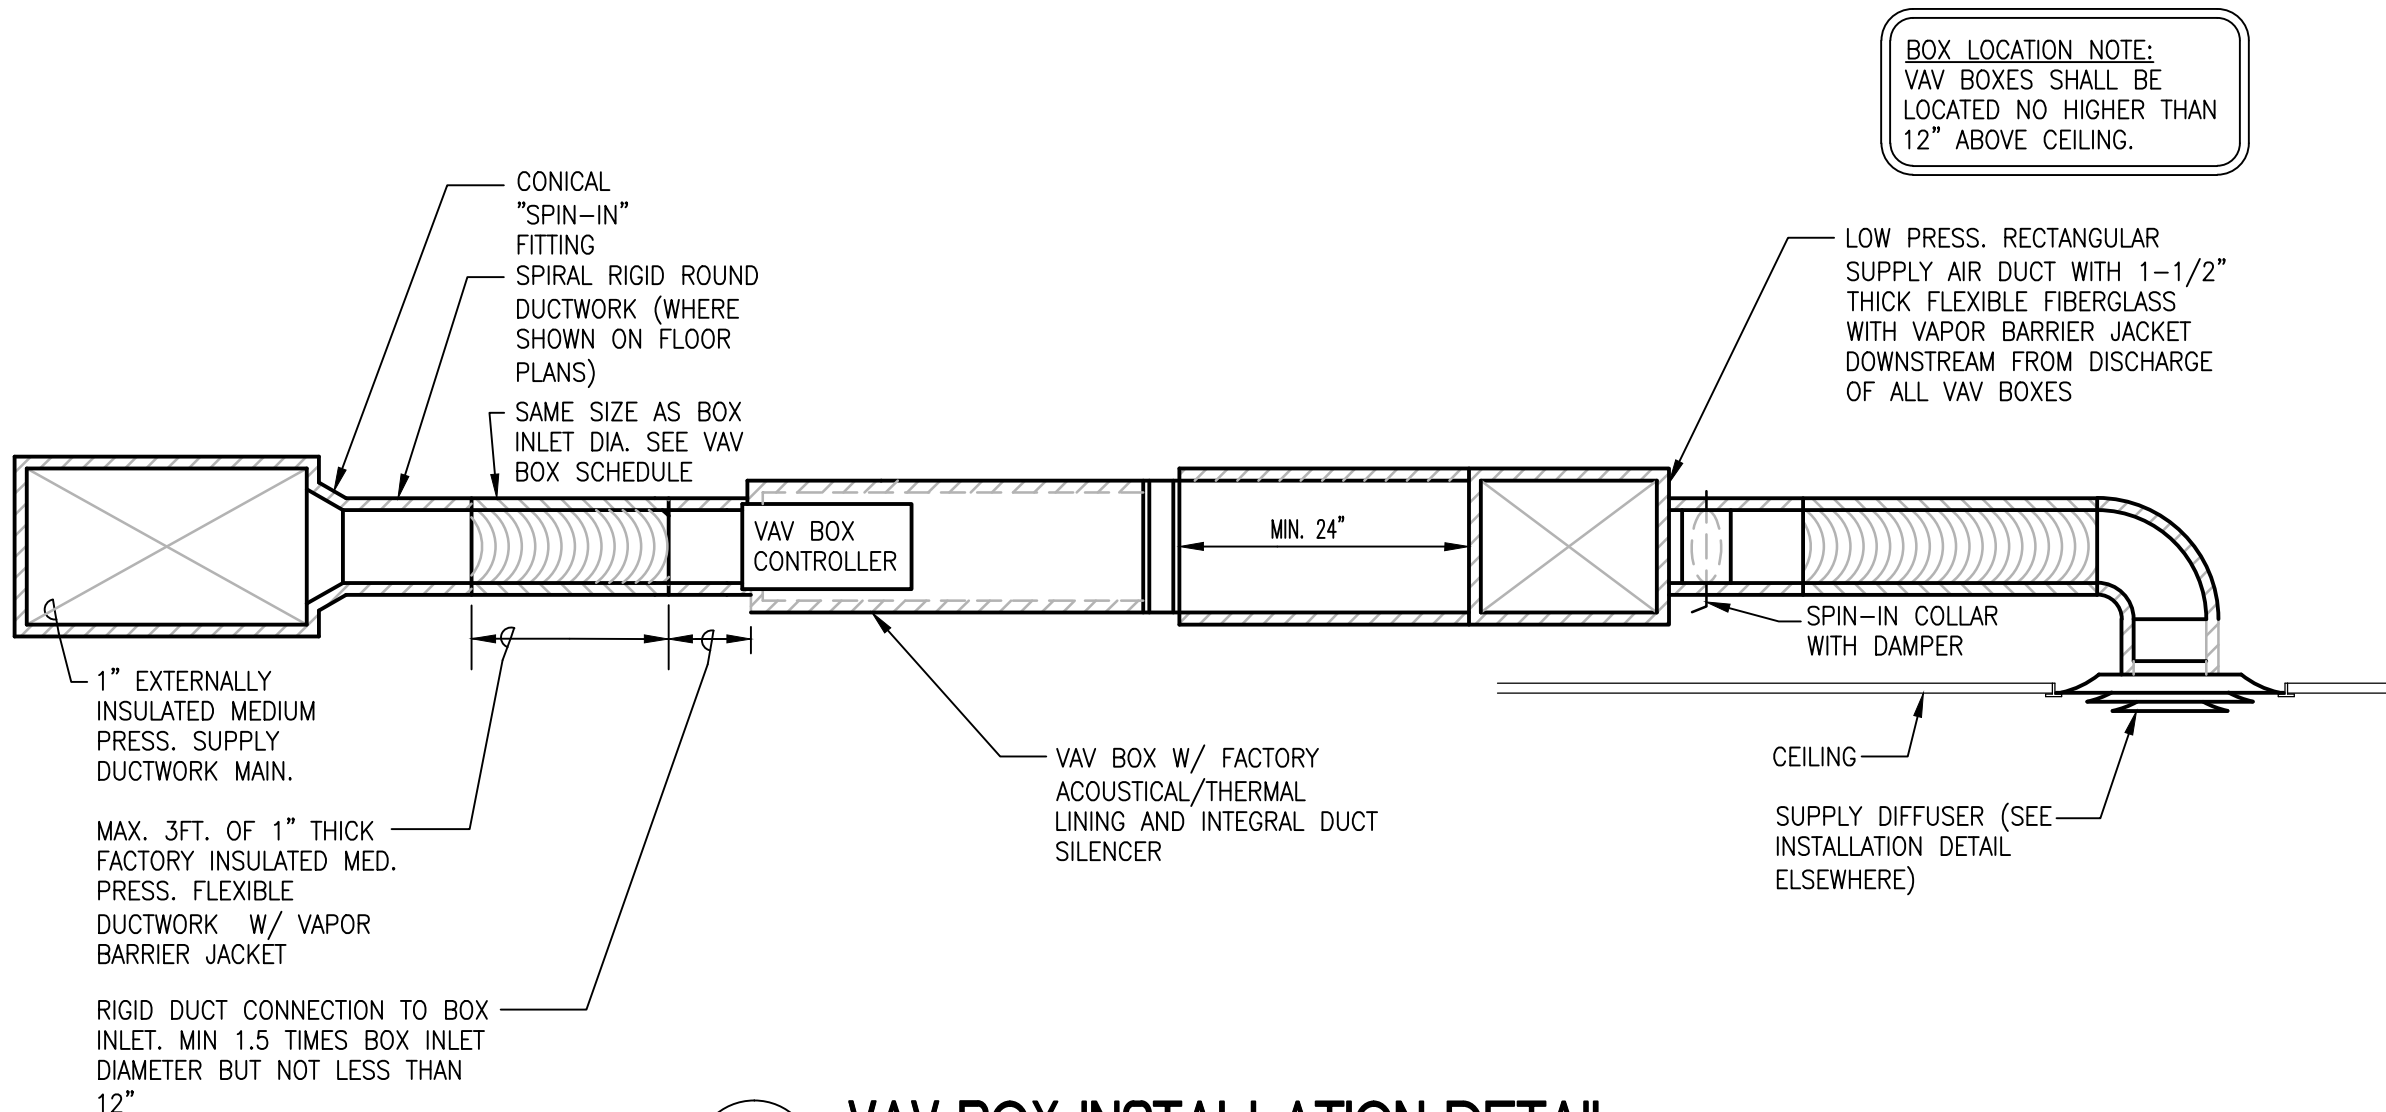 BOX LOCATION NOTE:
VAV BOXES SHALL BE
LOCATED NO HIGHER THAN
12" ABOVE CEILING.
CONICAL
"SPIN-IN"
FITTING
SPIRAL RIGID ROUND
DUCTWORK (WHERE
SHOWN ON FLOOR
PLANS)
SAME SIZE AS BOX
INLET DIA. SEE VAV
BOX SCHEDULE
LOW PRESS. RECTANGULAR
SUPPLY AIR DUCT WITH 1-1/2"
THICK FLEXIBLE FIBERGLASS
WITH VAPOR BARRIER JACKET
DOWNSTREAM FROM DISCHARGE
OF ALL VAV BOXES
VAV BOX
CONTROLLER
MIN. 24"
SPIN-IN COLLAR
WITH DAMPER
1" EXTERNALLY
INSULATED MEDIUM
PRESS. SUPPLY
DUCTWORK MAIN.
MAX. 3FT. OF 1" THICK
FACTORY INSULATED MED.
PRESS. FLEXIBLE
DUCTWORK W/ VAPOR
BARRIER JACKET
RIGID DUCT CONNECTION TO BOX
INLET. MIN 1.5 TIMES BOX INLET
DIAMETER BUT NOT LESS THAN
12"
VAV BOX W/ FACTORY
ACOUSTICAL/THERMAL
LINING AND INTEGRAL DUCT
SILENCER
CEILING
SUPPLY DIFFUSER (SEE
INSTALLATION DETAIL
ELSEWHERE)
VAV BOX INSTALLATION DETAIL